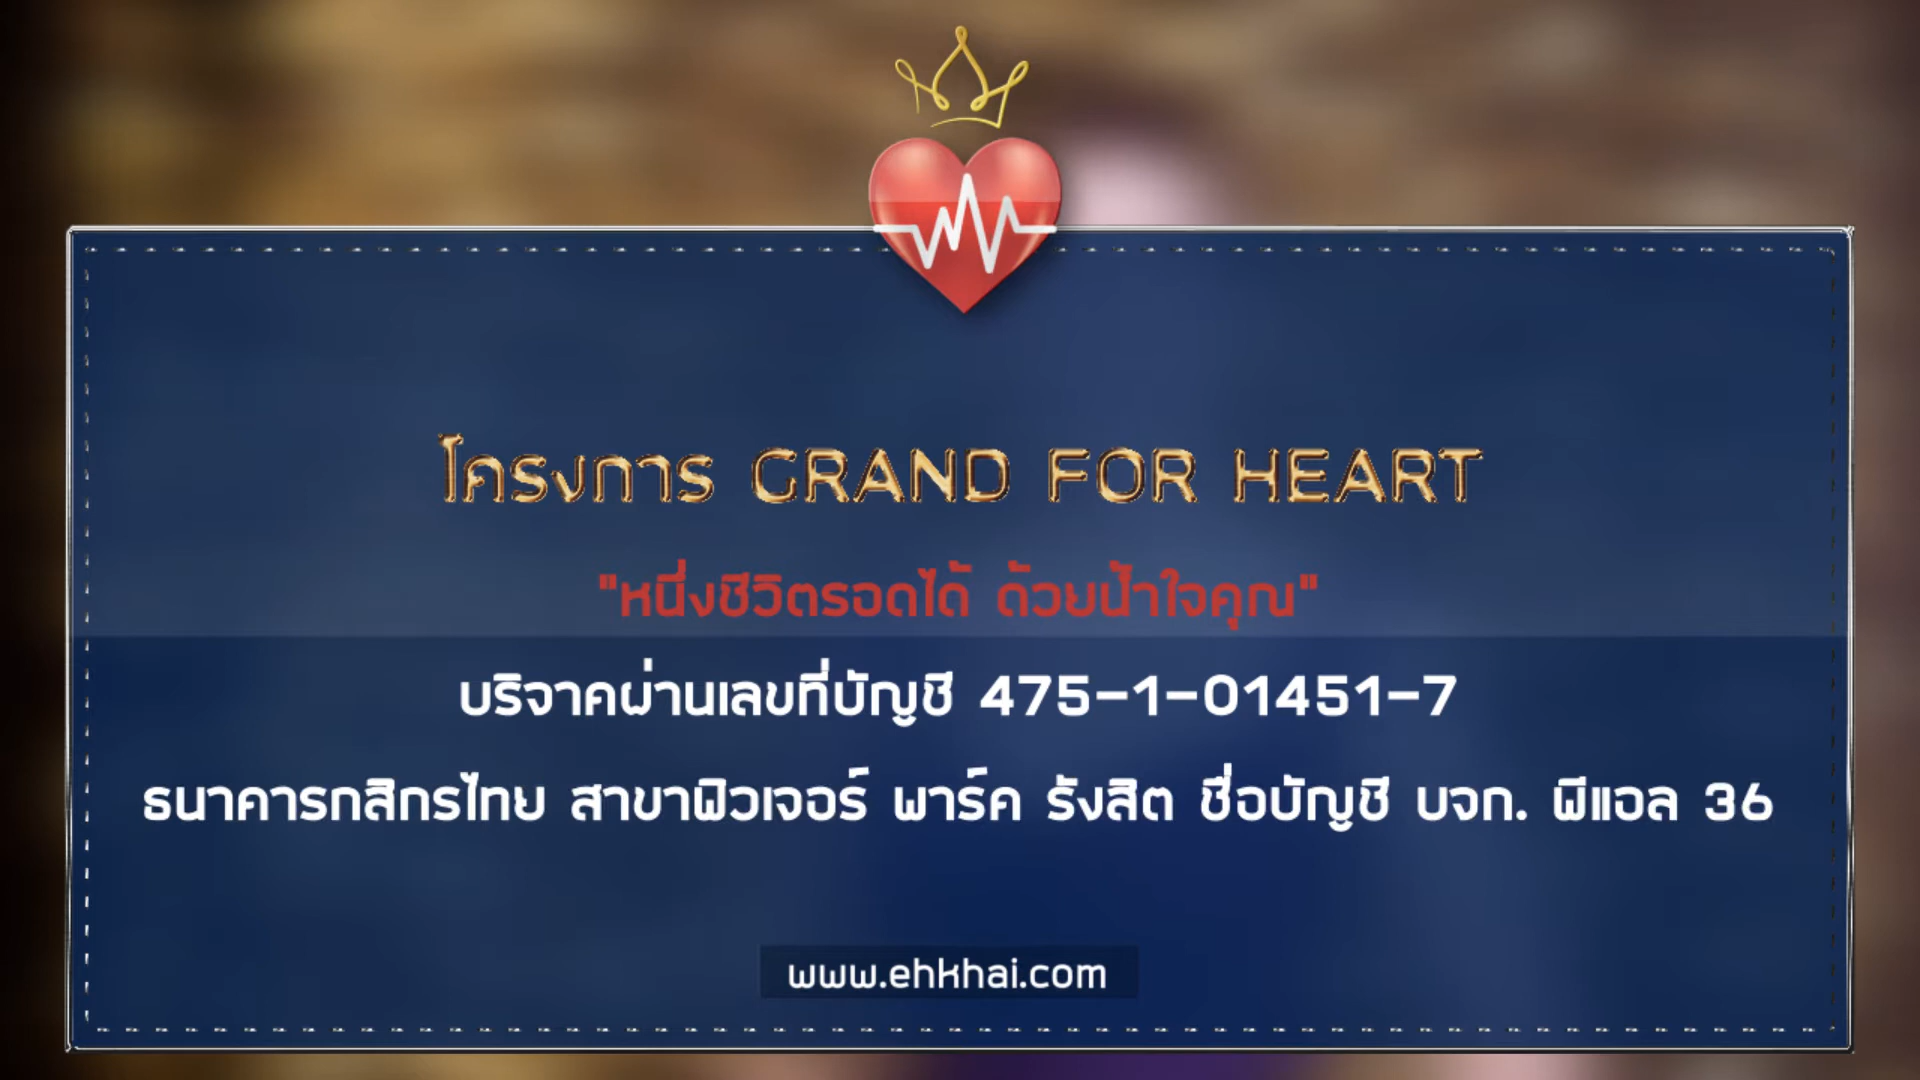 โครงการ GRAND FOR HEART
"หนึ่งชีวิตรอดได้ ด้วยน้ำใจคุณ"
บริจาคผ่านเลขที่บัญชี 475-1-01451-7
ธนาคารกสิกรไทย สาขาฟิวเจอร์ พาร์ค รังสิต ชื่อบัญชี บจก. พีแอล 36
www.ehkhai.com